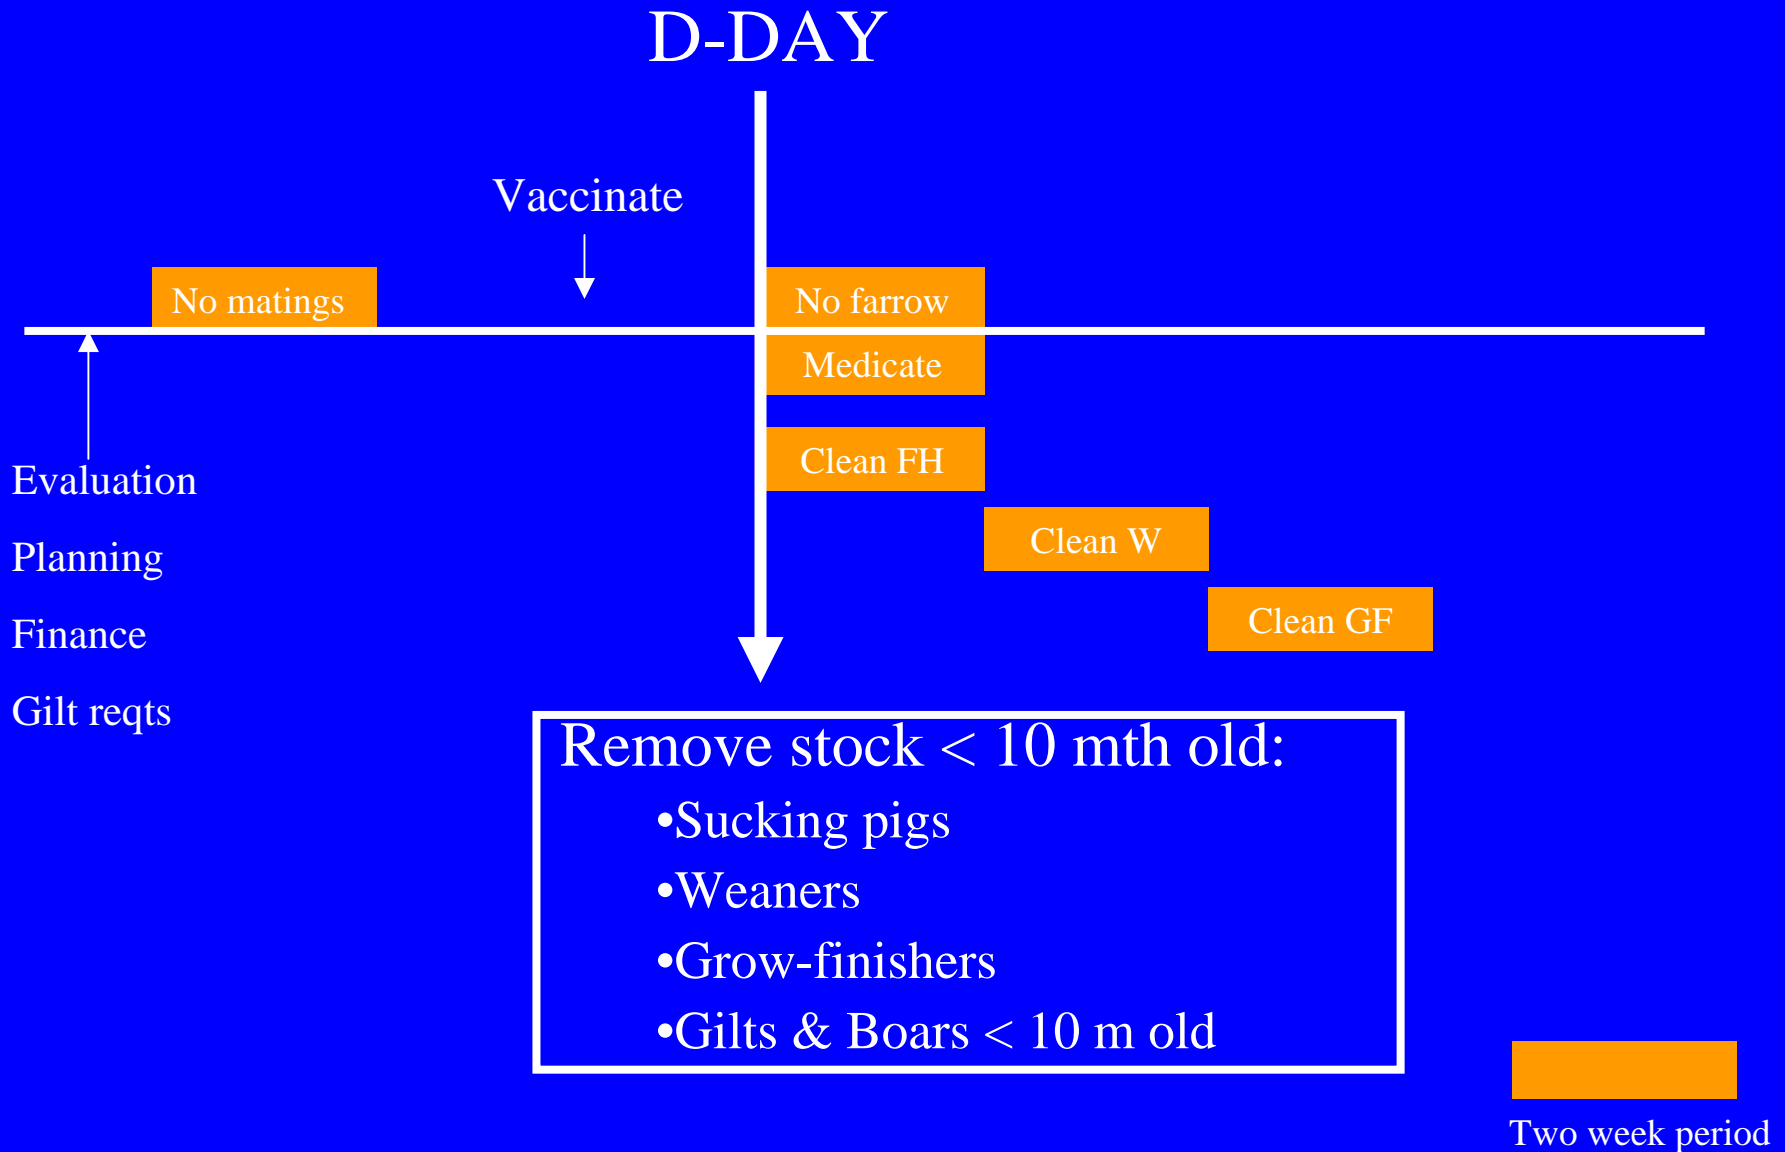 D-DAY
Vaccinate
No matings
No farrow
Medicate
Clean FH
Evaluation
Clean W
Planning
Clean GF
Finance
Gilt reqts
Remove stock < 10 mth old:
•Sucking pigs
•Weaners
•Grow-finishers
•Gilts & Boars < 10 m old
Two week period